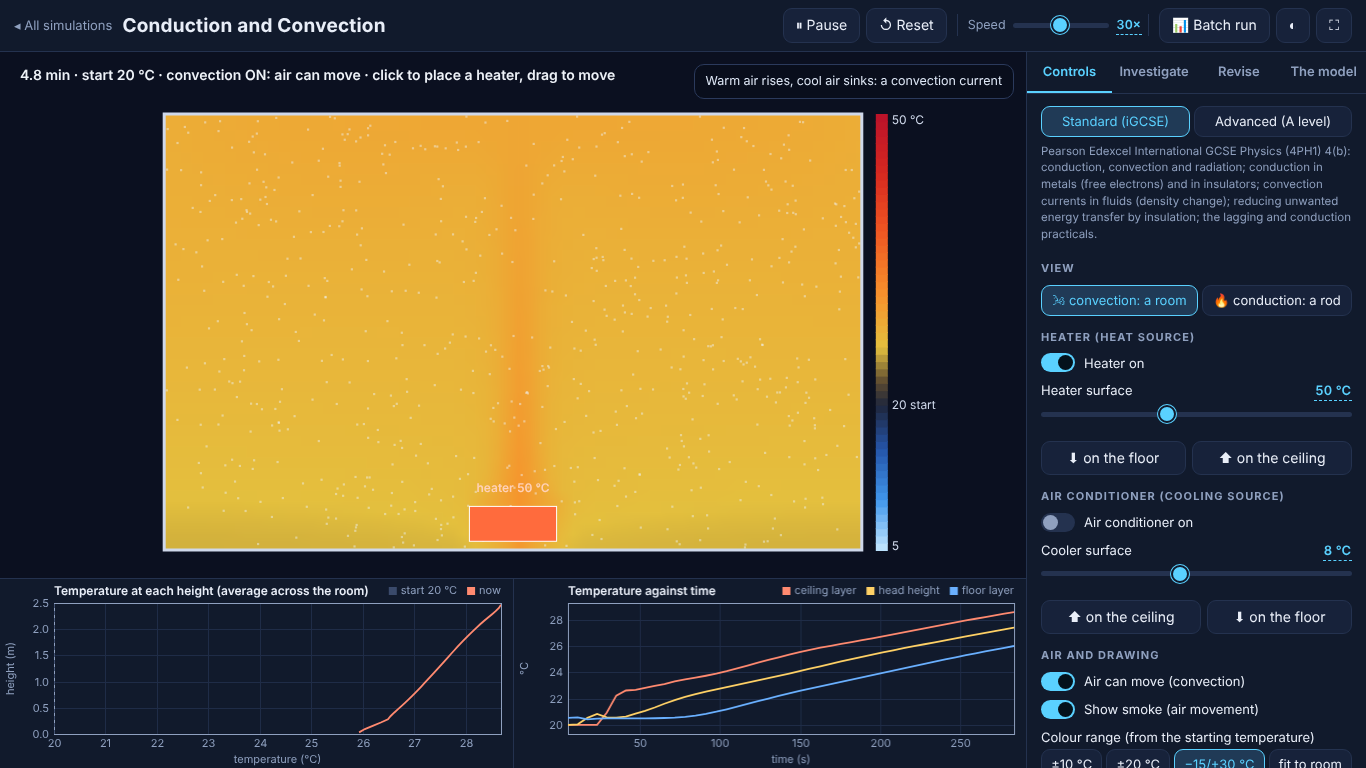 ◂ All simulations Conduction and Convection
⏸ Pause
↺ Reset
Speed
30×
📊 Batch run
4.8 min · start 20 °C · convection ON: air can move · click to place a heater, drag to move
Warm air rises, cool air sinks: a convection current
50 °C
20 start
5
heater 50 °C
Temperature at each height (average across the room)
start 20 °C
now
2.5
2.0
1.5
1.0
0.5
0.0
height (m)
20 21 22 23 24 25 26 27 28
temperature (°C)
Temperature against time
ceiling layer
head height
floor layer
28
26
24
22
20
°C
50 100 150 200 250
time (s)
Controls Investigate Revise The model
Standard (iGCSE) Advanced (A level)
Pearson Edexcel International GCSE Physics (4PH1) 4(b):
conduction, convection and radiation; conduction in
metals (free electrons) and in insulators; convection
currents in fluids (density change); reducing unwanted
energy transfer by insulation; the lagging and conduction
practicals.
VIEW
🌬 convection: a room 🔥 conduction: a rod
HEATER (HEAT SOURCE)
Heater on
Heater surface 50 °C
⬇ on the floor ⬆ on the ceiling
AIR CONDITIONER (COOLING SOURCE)
Air conditioner on
Cooler surface 8 °C
⬆ on the ceiling ⬇ on the floor
AIR AND DRAWING
Air can move (convection)
Show smoke (air movement)
Colour range (from the starting temperature)
±10 °C ±20 °C −15/+30 °C fit to room